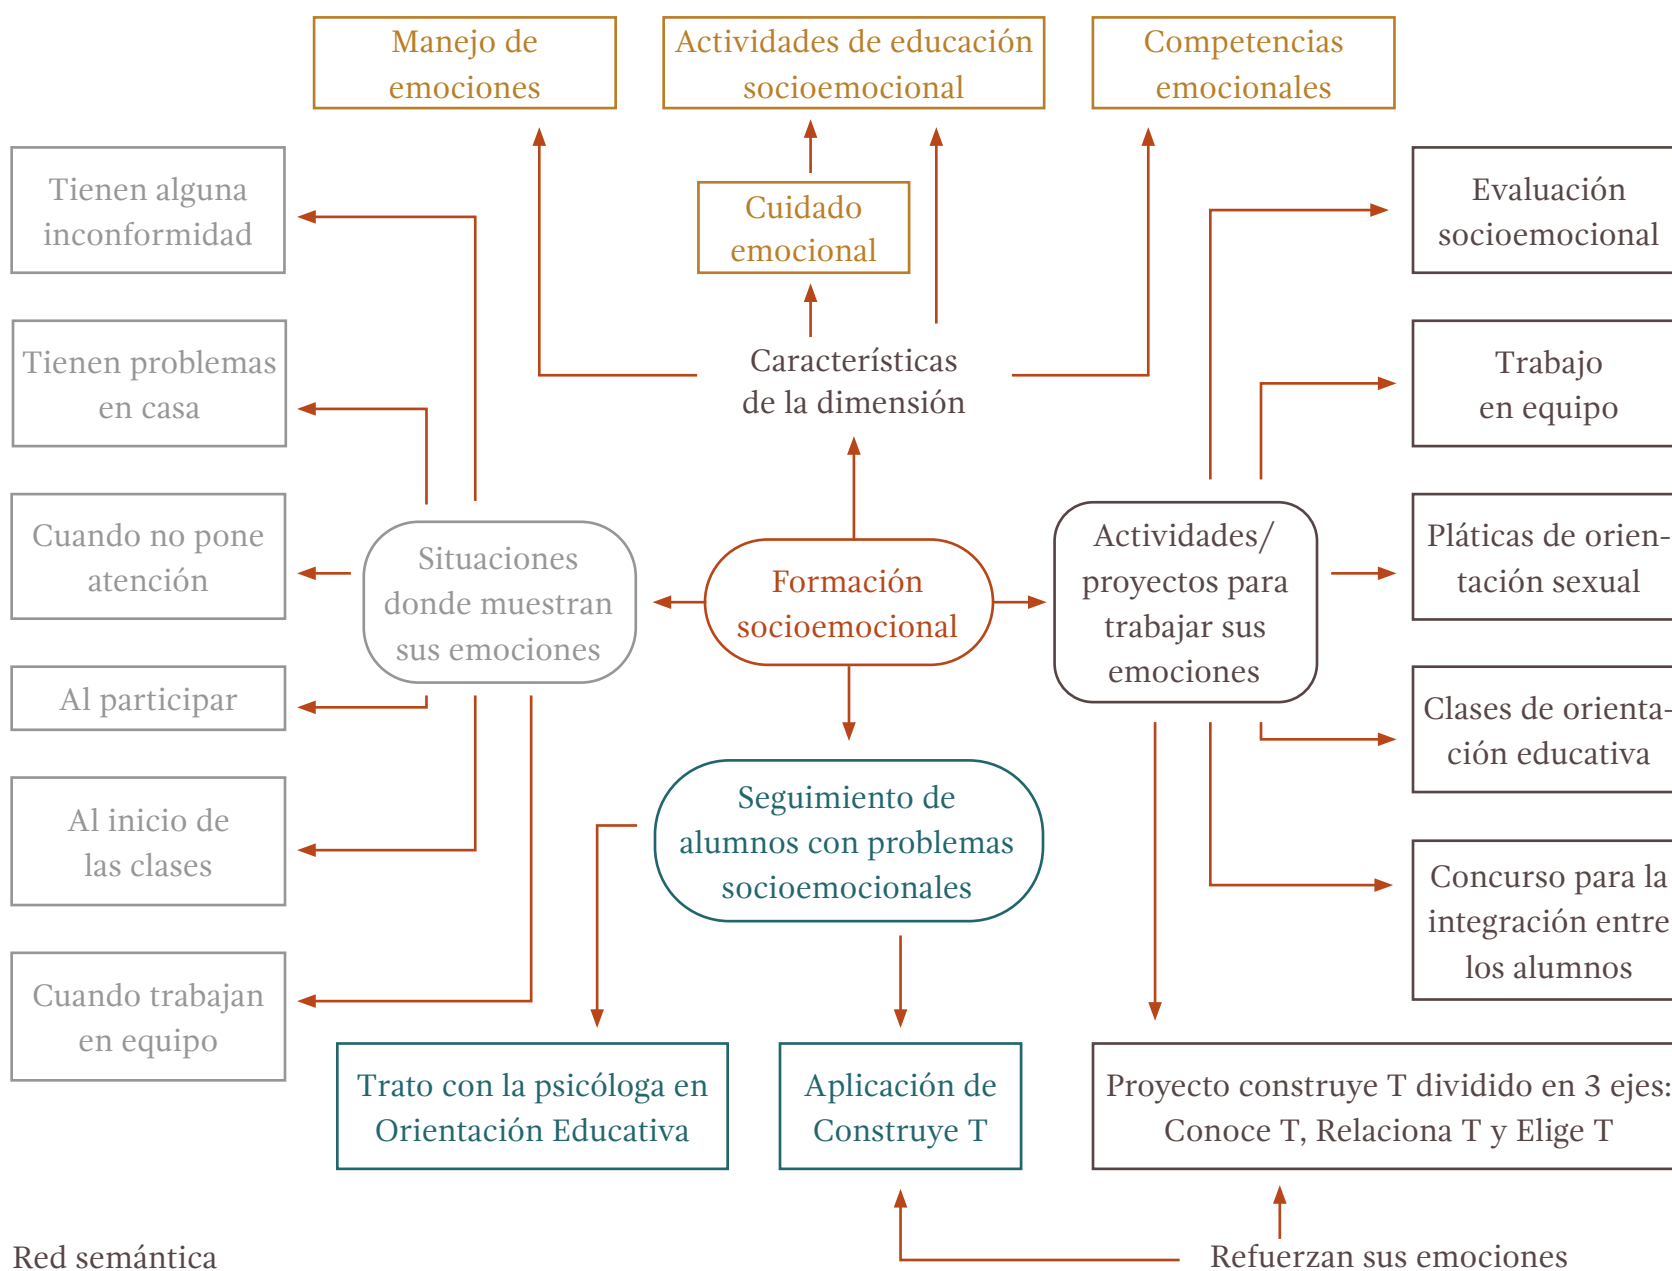 Manejo de
emociones
Actividades de educación
socioemocional
Competencias
emocionales
Cuidado
emocional
Características
de la dimensión
Tienen alguna
inconformidad
Tienen problemas
en casa
Cuando no pone
atención
Al participar
Al inicio de
las clases
Cuando trabajan
en equipo
Situaciones
donde muestran
sus emociones
Formación
socioemocional
Actividades/
proyectos para
trabajar sus
emociones
Evaluación
socioemocional
Trabajo
en equipo
Pláticas de orien-
tación sexual
Clases de orienta-
ción educativa
Concurso para la
integración entre
los alumnos
Seguimiento de
alumnos con problemas
socioemocionales
Trato con la psicóloga en
Orientación Educativa
Aplicación de
Construye T
Proyecto construye T dividido en 3 ejes:
Conoce T, Relaciona T y Elige T
Refuerzan sus emociones
Red semántica